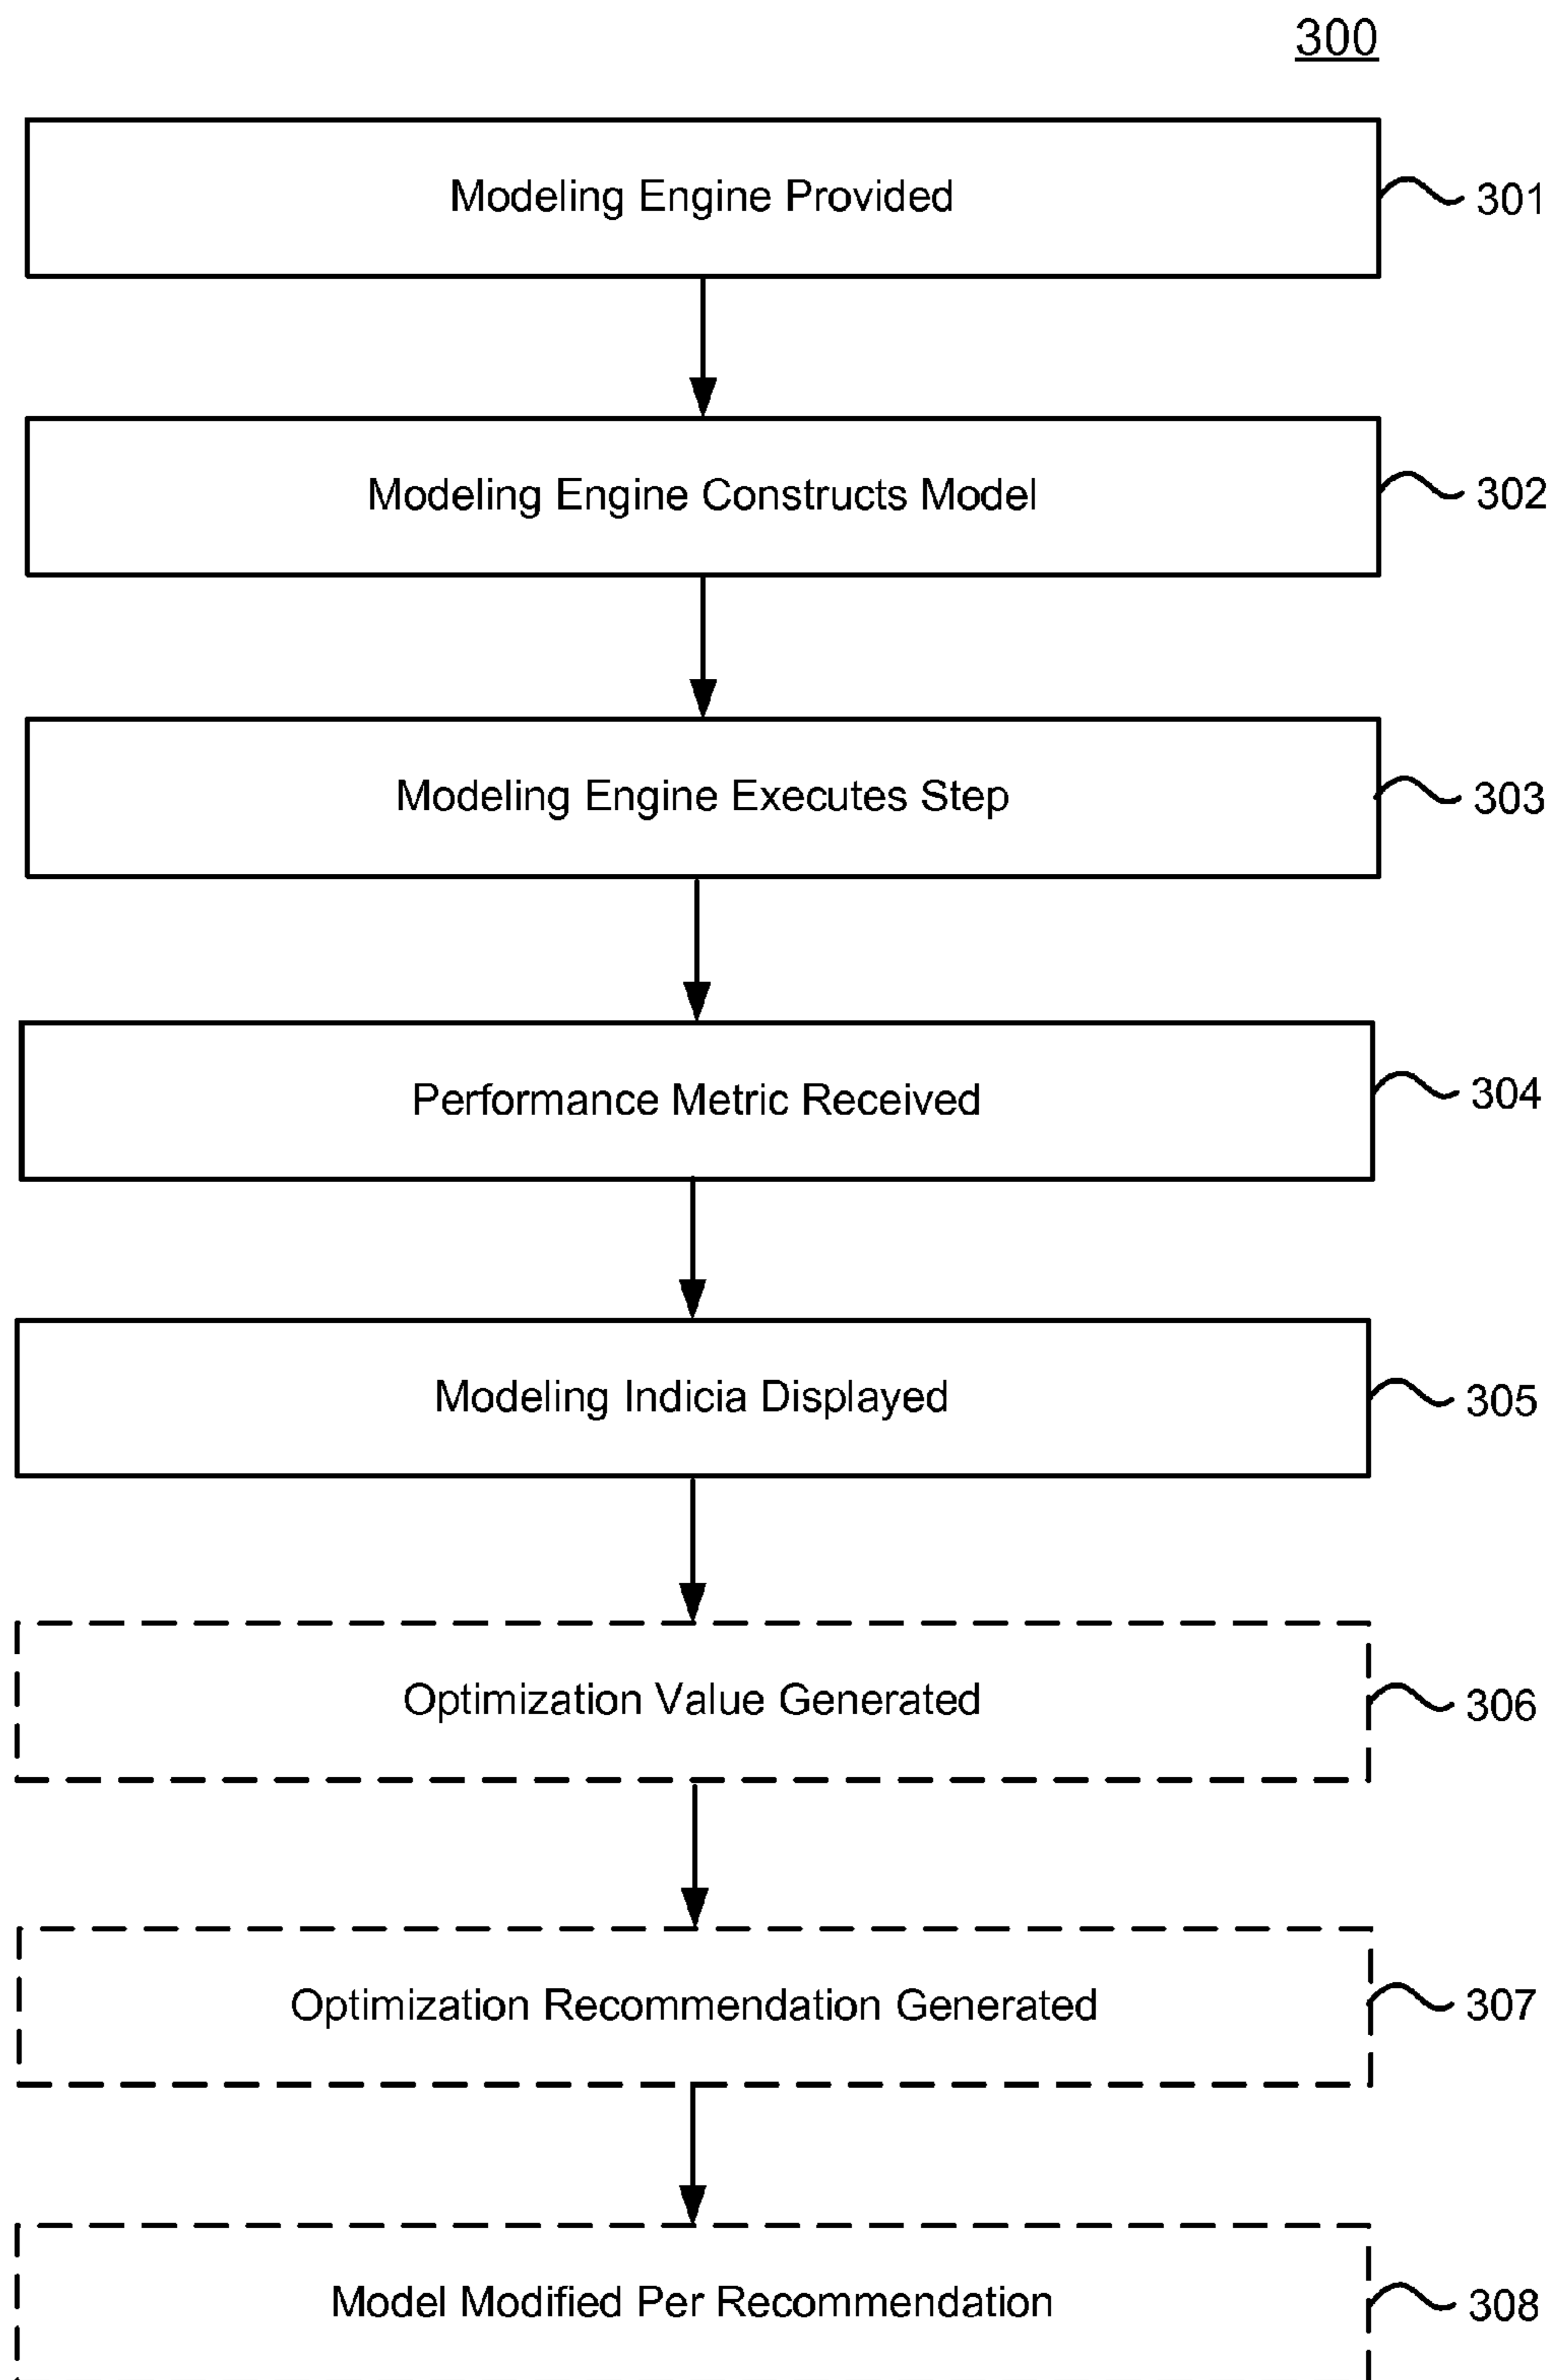 300
Modeling Engine Provided
301
Modeling Engine Constructs Model
302
Modeling Engine Executes Step
303
Performance Metric Received
304
Modeling Indicia Displayed
305
Optimization Value Generated
306
Optimization Recommendation Generated
307
Model Modified Per Recommendation
308